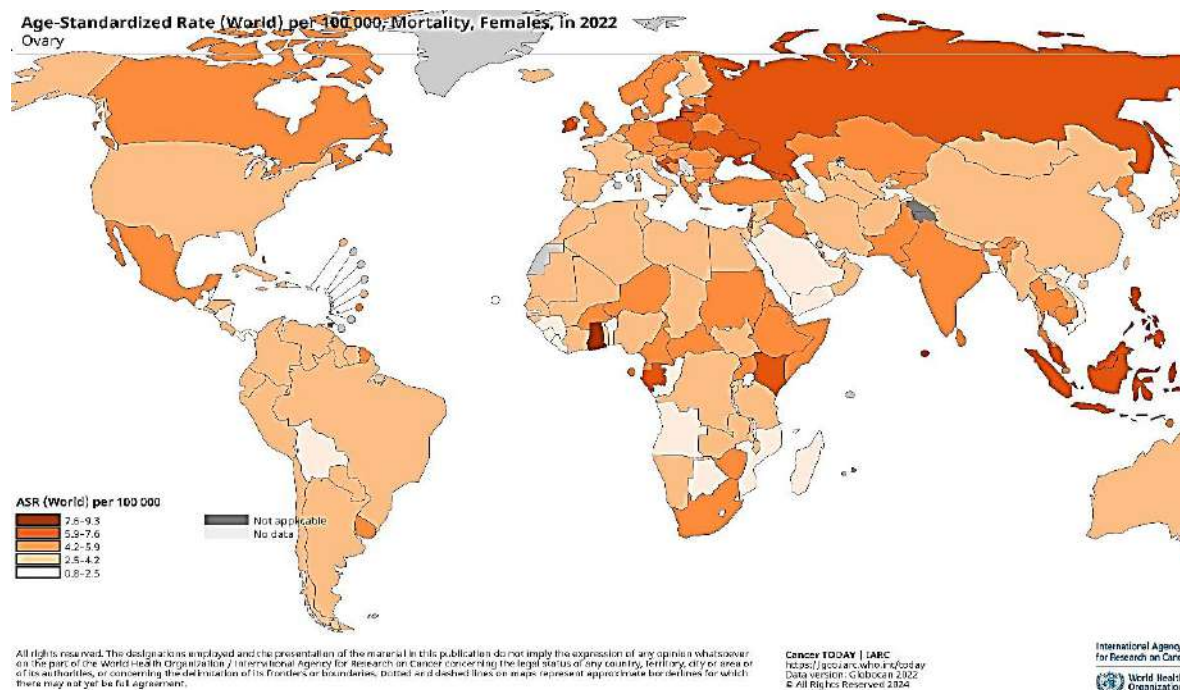 Age-Standardized Rate (World) per 100 000, Mortality, Females, in 2022
Ovary
ASR (World) per 100 000
7.6–9.3
5.9–7.6
4.2–5.9
2.5–4.2
0.8–2.5
Not applicable
No data
All rights reserved. The designations employed and the presentation of the material in this publication do not imply the expression of any opinion whatsoever
on the part of the World Health Organization / International Agency for Research on Cancer concerning the legal status of any country, territory, city or area or
of its authorities, or concerning the delimitation of its frontiers or boundaries. Dotted and dashed lines on maps represent approximate borderlines for which
there may not yet be full agreement.
Cancer TODAY | IARC
https://gco.iarc.who.int/today
Data version: Globocan 2022
© All Rights Reserved 2024
International Agency
for Research on Canc
World Healt
Organization